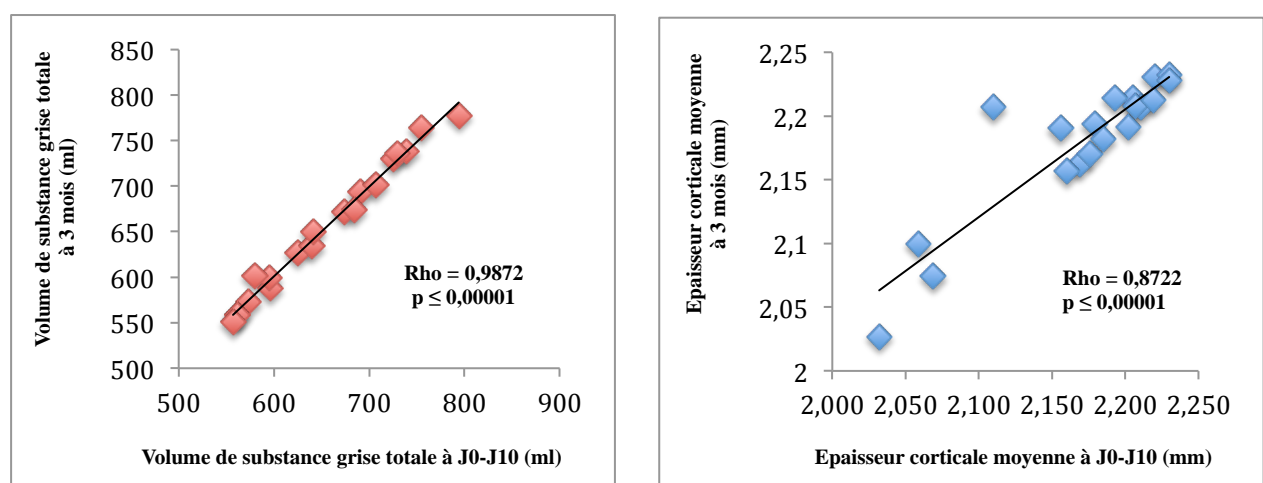 Volume de substance grise totale
à 3 mois (ml)
850
800
750
700
650
600
550
500
500 600 700 800 900
Rho = 0,9872
p ≤ 0,00001
Volume de substance grise totale à J0-J10 (ml)
Epaisseur corticale moyenne
à 3 mois (mm)
2,25
2,2
2,15
2,1
2,05
2
2,000 2,050 2,100 2,150 2,200 2,250
Rho = 0,8722
p ≤ 0,00001
Epaisseur corticale moyenne à J0-J10 (mm)